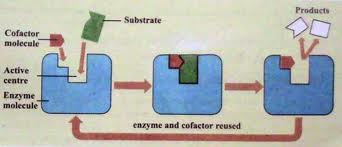 Substrate
Products
Cofactor
molecule
Active
centre
Enzyme
molecule
enzyme and cofactor reused